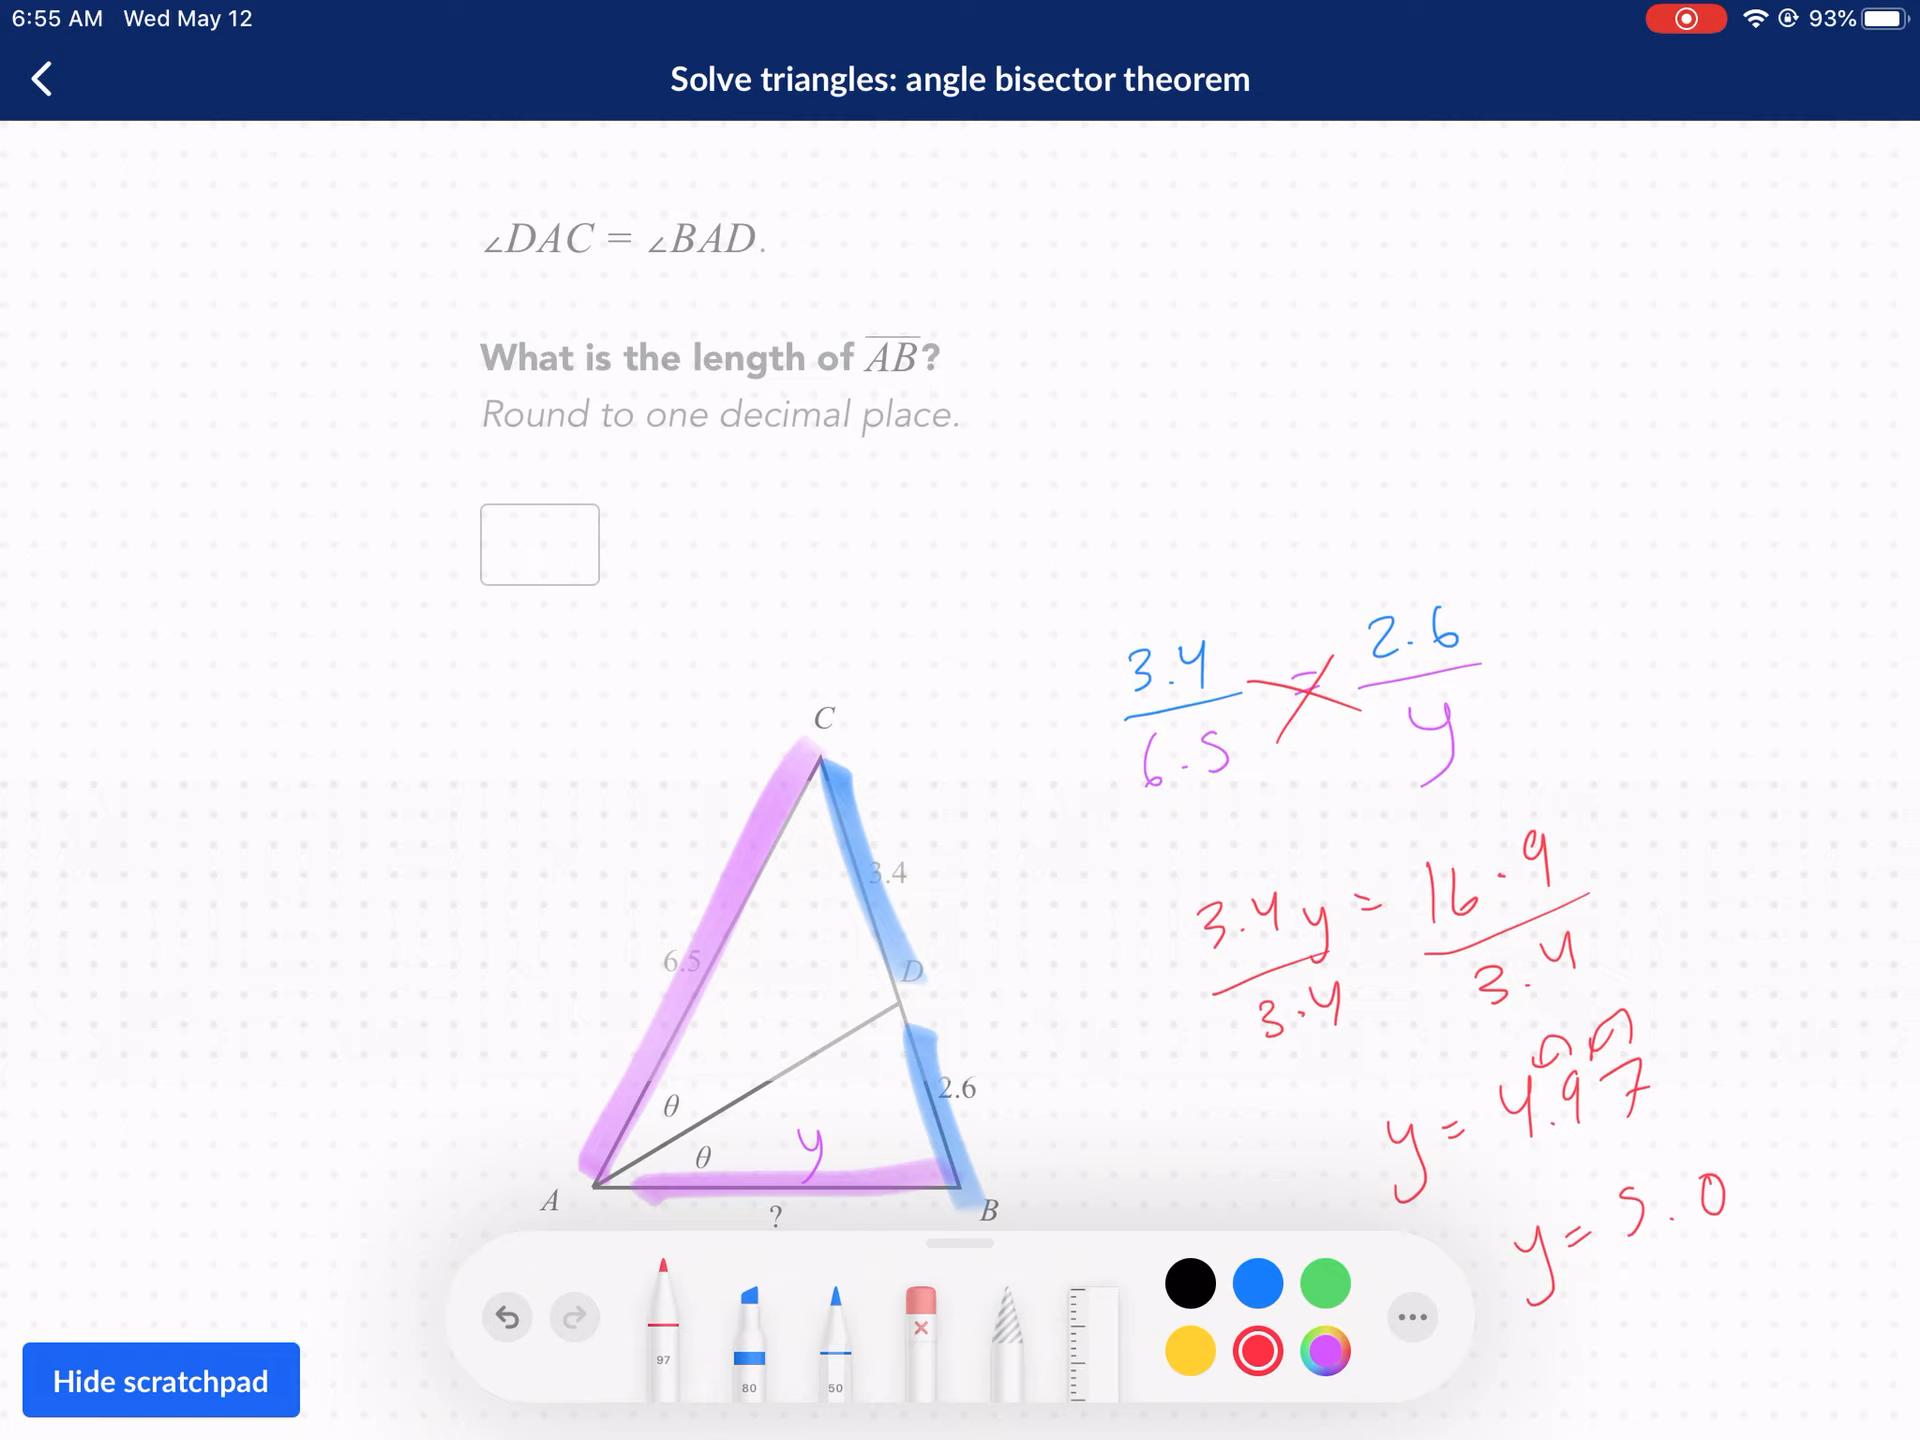 6:55 AM Wed May 12
93%
Solve triangles: angle bisector theorem
∠DAC = ∠BAD.
What is the length of A̅B̅?
Round to one decimal place.
3.4 = 2.6
6.5 y
C
3.4
6.5
D
2.6
θ
θ
y
A
B
?
3.4y = 16.9
3.4 3.4
y = 4.97
y = 5.0
97
80
50
Hide scratchpad